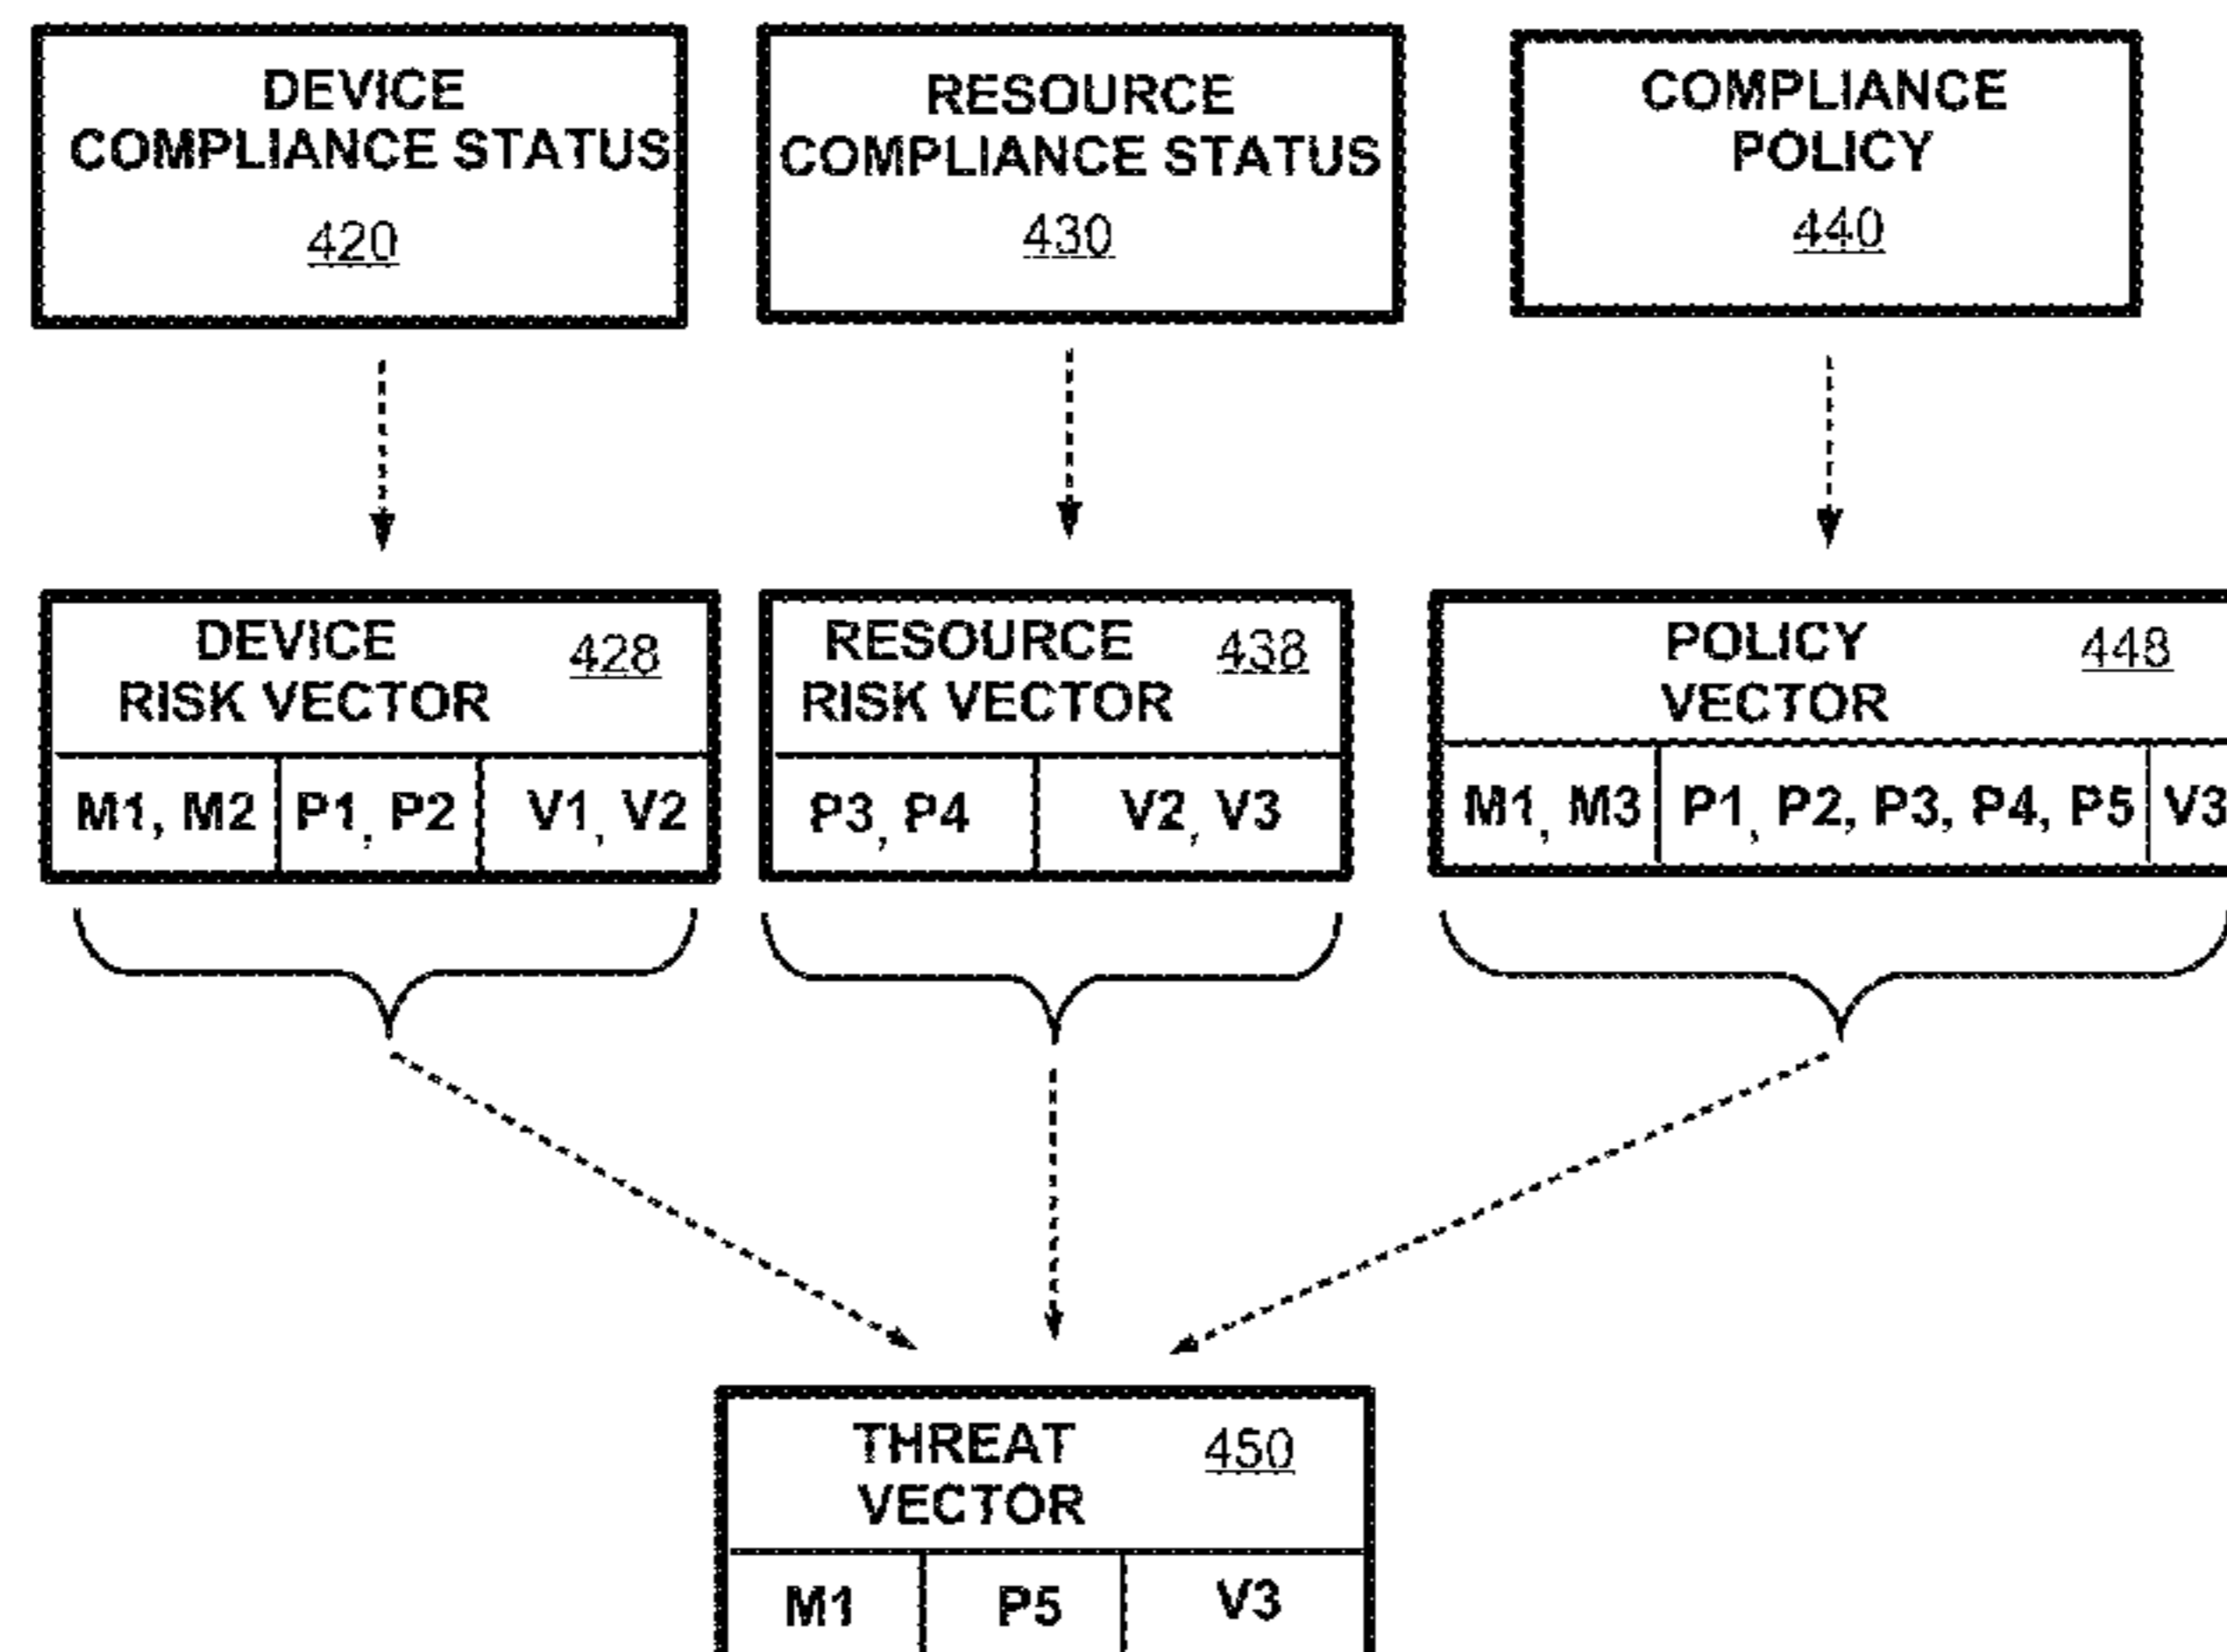 DEVICE
COMPLIANCE STATUS
420
RESOURCE
COMPLIANCE STATUS
430
COMPLIANCE
POLICY
440
DEVICE
RISK VECTOR
428
M1, M2
P1, P2
V1, V2
RESOURCE
RISK VECTOR
438
P3, P4
V2, V3
POLICY
VECTOR
448
M1, M3
P1, P2, P3, P4, P5
V3
THREAT
VECTOR
450
M1
P5
V3